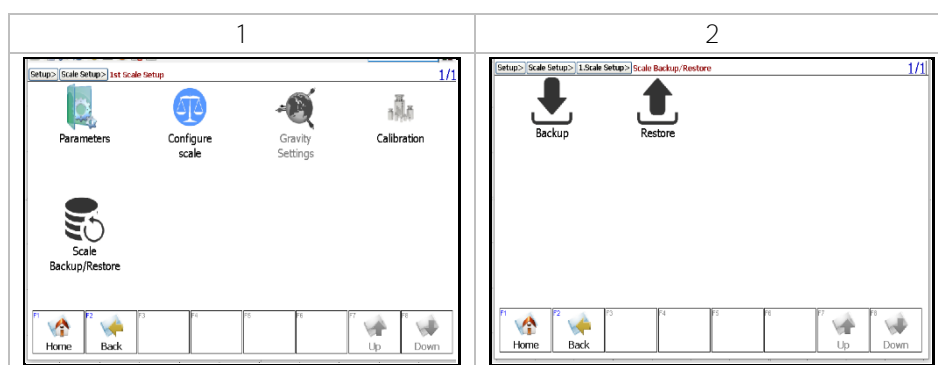 1
2
Setup> Scale Setup> 1st Scale Setup
1/1
Parameters
Configure
scale
Gravity
Settings
Calibration
Scale
Backup/Restore
F1 F2 F3 F4 F5 F6 F7 F8
Home Back Up Down
Setup> Scale Setup> 1.Scale Setup> Scale Backup/Restore
1/1
Backup
Restore
F1 F2 F3 F4 F5 F6 F7 F8
Home Back Up Down